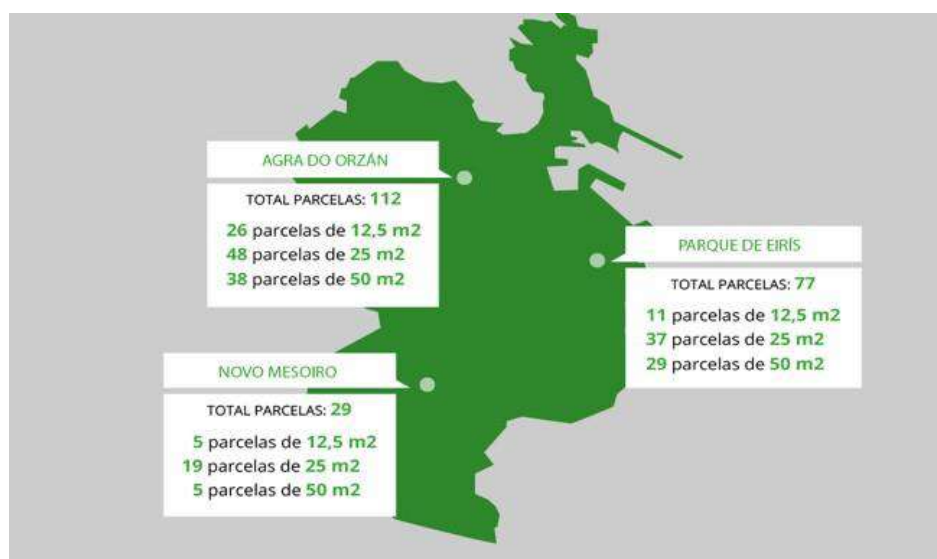 AGRA DO ORZÁN
TOTAL PARCELAS: 112
26 parcelas de 12,5 m2
48 parcelas de 25 m2
38 parcelas de 50 m2
PARQUE DE EIRÍS
TOTAL PARCELAS: 77
11 parcelas de 12,5 m2
37 parcelas de 25 m2
29 parcelas de 50 m2
NOVO MESOIRO
TOTAL PARCELAS: 29
5 parcelas de 12,5 m2
19 parcelas de 25 m2
5 parcelas de 50 m2